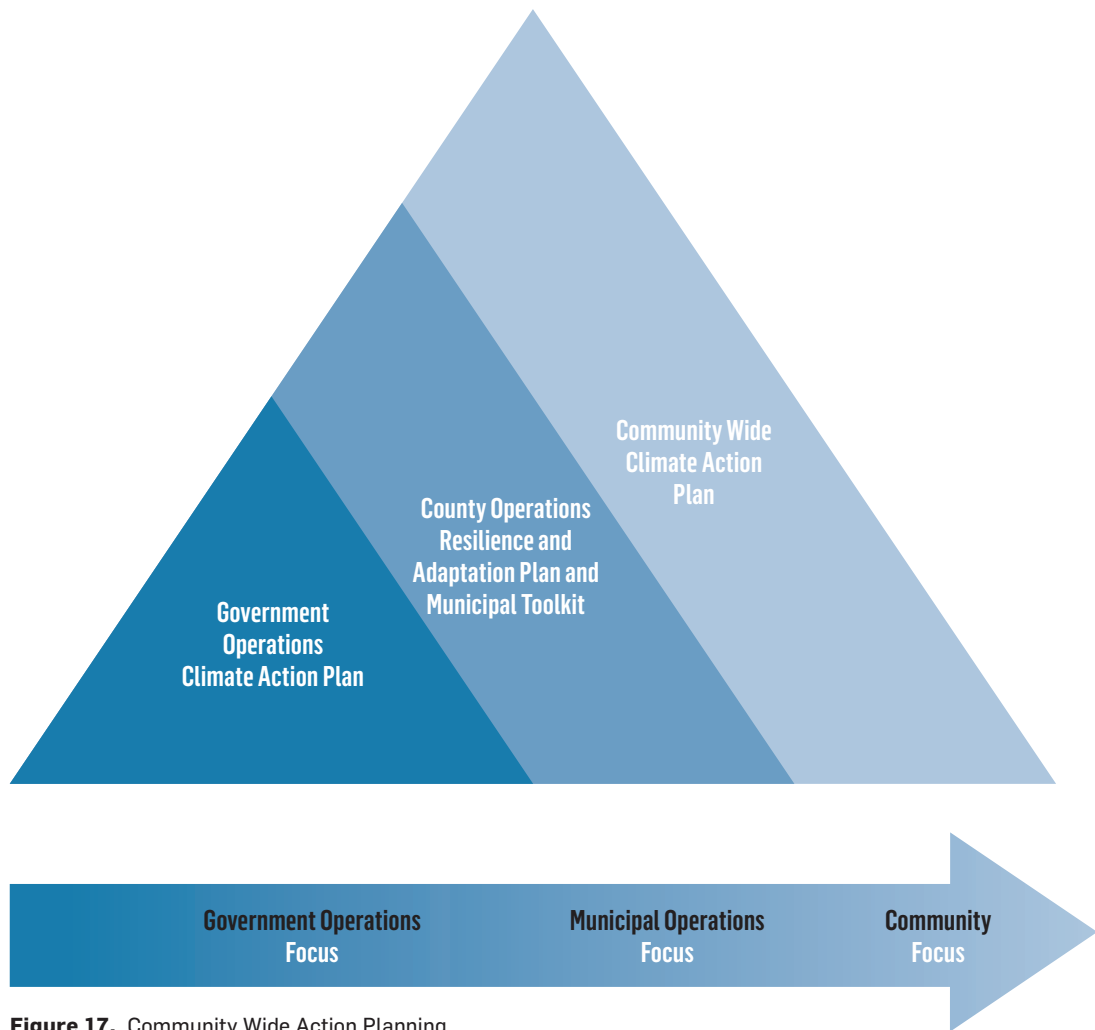 Community Wide
Climate Action
Plan
County Operations
Resilience and
Adaptation Plan and
Municipal Toolkit
Government
Operations
Climate Action Plan
Government Operations
Focus
Municipal Operations
Focus
Community
Focus
Figure 17. Community Wide Action Planning